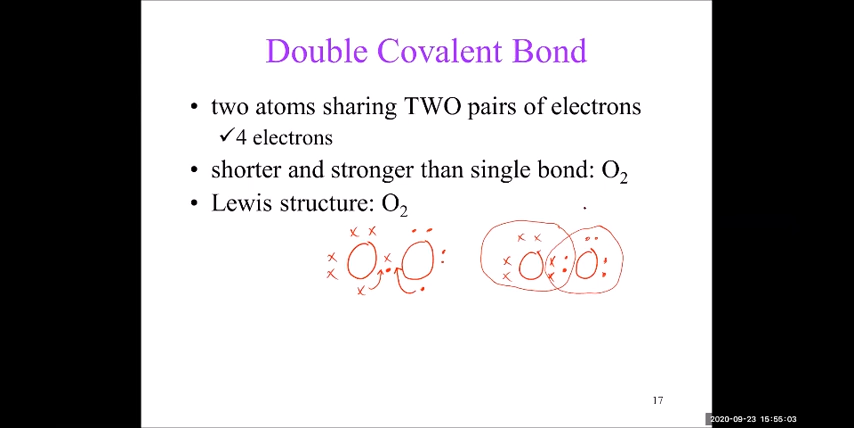 Double Covalent Bond
• two atoms sharing TWO pairs of electrons
✓4 electrons
• shorter and stronger than single bond: O₂
• Lewis structure: O₂
O O O O
17
2020-09-23 15:55:03